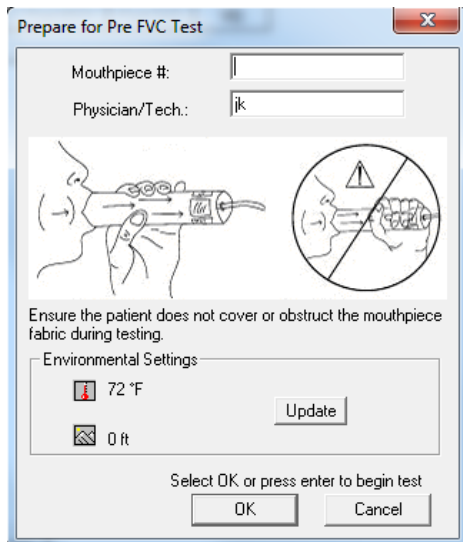 Prepare for Pre FVC Test
Mouthpiece #:
Physician/Tech.: jk
Ensure the patient does not cover or obstruct the mouthpiece
fabric during testing.
Environmental Settings
72 °F
Update
0 ft
Select OK or press enter to begin test
OK Cancel